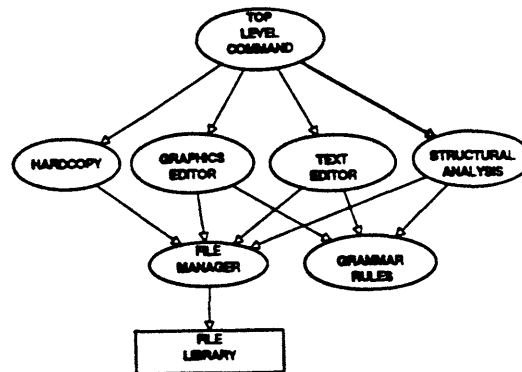 TOP
LEVEL
COMMAND
HARDCOPY
GRAPHICS
EDITOR
TEXT
EDITOR
STRUCTURAL
ANALYSIS
FILE
MANAGER
GRAMMAR
RULES
FILE
LIBRARY